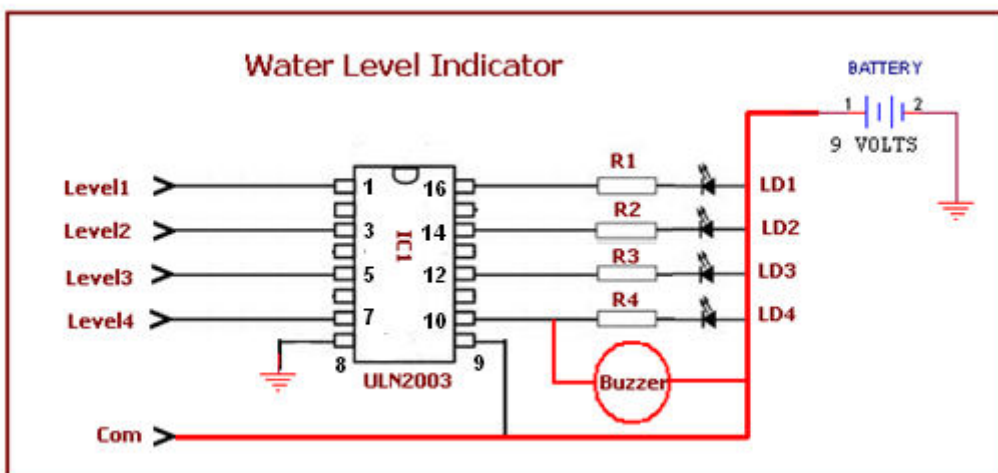 Water Level Indicator
BATTERY
1 2
9 VOLTS
R1
Level1 1 16 LD1
R2
Level2 3 14 LD2
IC1
R3
Level3 5 12 LD3
R4
Level4 7 10 LD4
8 9
ULN2003
Buzzer
Com